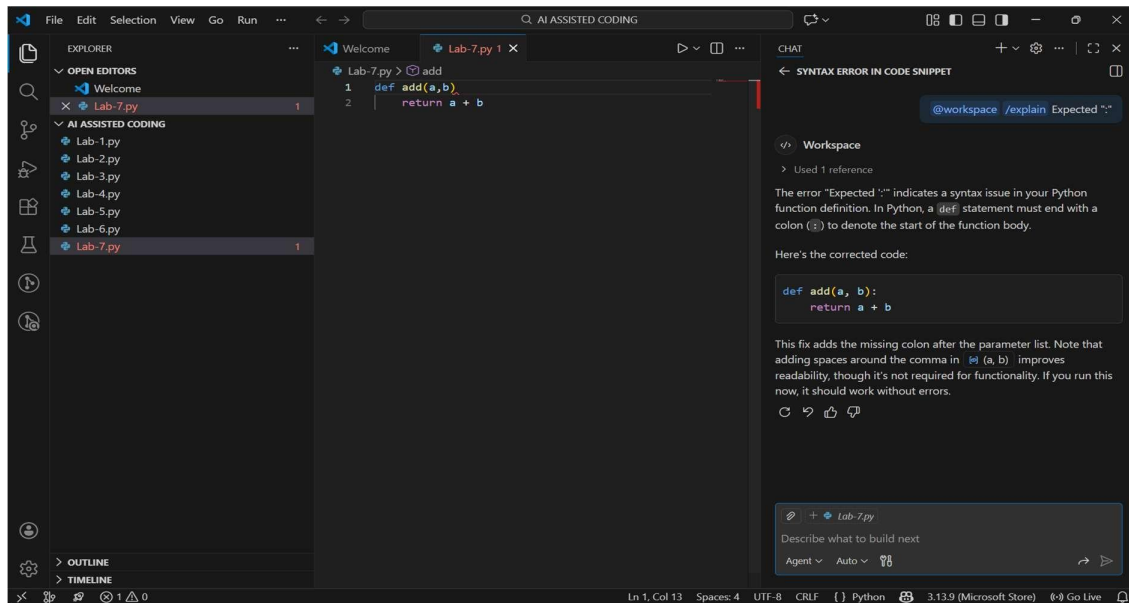 File Edit Selection View Go Run ··· AI ASSISTED CODING
EXPLORER ···
OPEN EDITORS
Welcome
Lab-7.py 1
AI ASSISTED CODING
Lab-1.py
Lab-2.py
Lab-3.py
Lab-4.py
Lab-5.py
Lab-6.py
Lab-7.py 1
OUTLINE
TIMELINE
Welcome Lab-7.py 1
Lab-7.py > add
1 def add(a,b)
2 return a + b
CHAT
SYNTAX ERROR IN CODE SNIPPET
@workspace /explain Expected ":"
Workspace
Used 1 reference
The error "Expected ':'" indicates a syntax issue in your Python
function definition. In Python, a def statement must end with a
colon (:) to denote the start of the function body.
Here's the corrected code:
def add(a, b):
return a + b
This fix adds the missing colon after the parameter list. Note that
adding spaces around the comma in (a, b) improves
readability, though it's not required for functionality. If you run this
now, it should work without errors.
Lab-7.py
Describe what to build next
Agent Auto
1 0 Ln 1, Col 13 Spaces: 4 UTF-8 CRLF { } Python 3.13.9 (Microsoft Store) Go Live